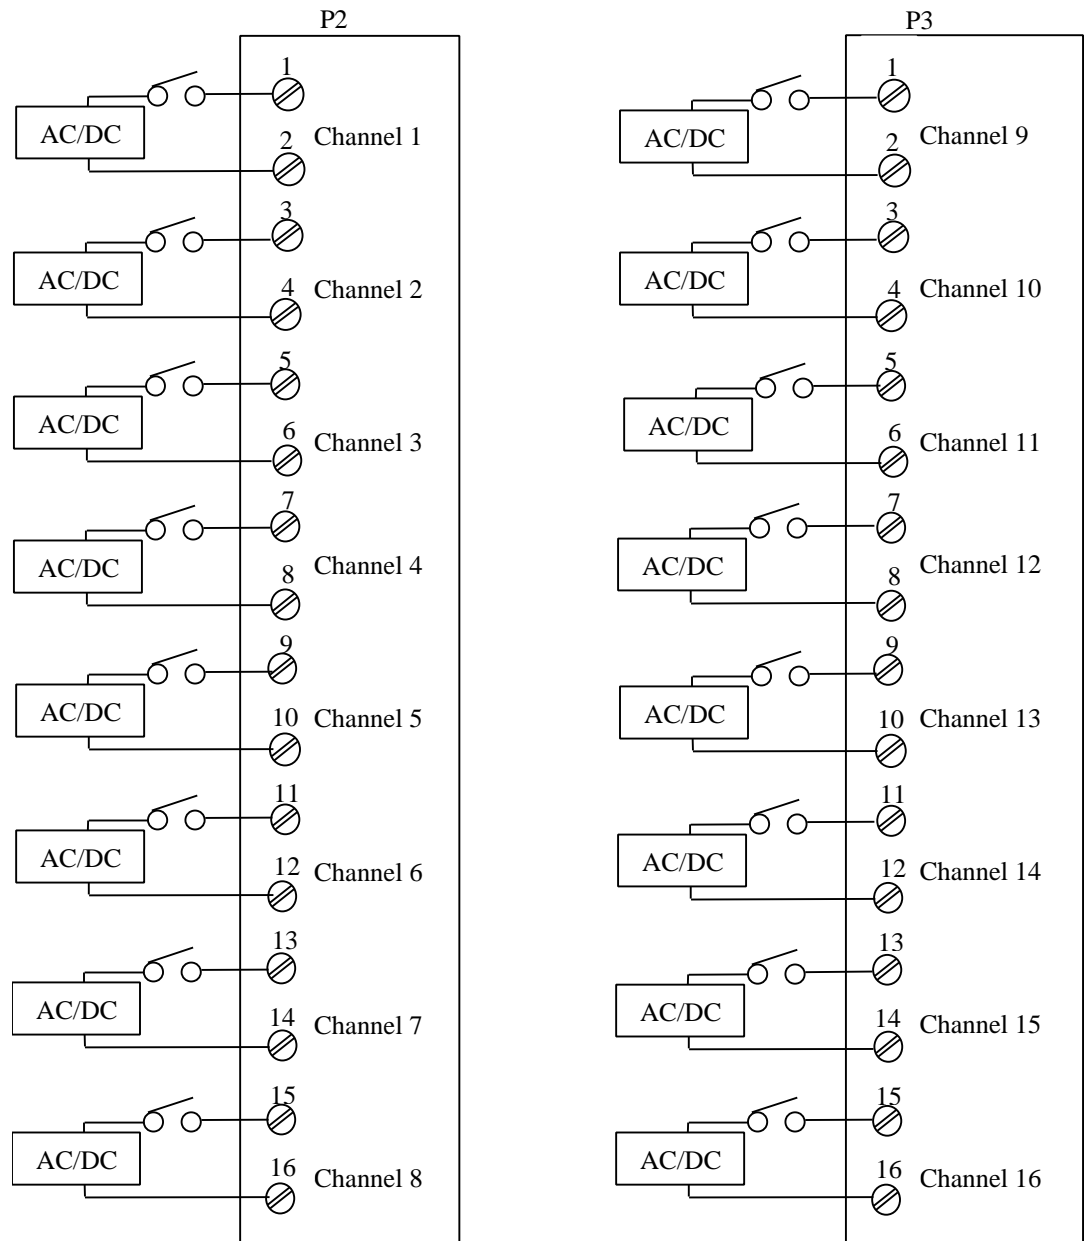 P2
1
AC/DC
Channel 1
2
3
AC/DC
Channel 2
4
5
AC/DC
6
Channel 3
7
AC/DC
Channel 4
8
9
AC/DC
10
Channel 5
11
AC/DC
12
Channel 6
13
AC/DC
14
Channel 7
15
AC/DC
16
Channel 8
P3
1
AC/DC
Channel 9
2
3
AC/DC
Channel 10
4
5
AC/DC
6
Channel 11
7
AC/DC
Channel 12
8
9
AC/DC
10
Channel 13
11
AC/DC
12
Channel 14
13
AC/DC
14
Channel 15
15
AC/DC
16
Channel 16